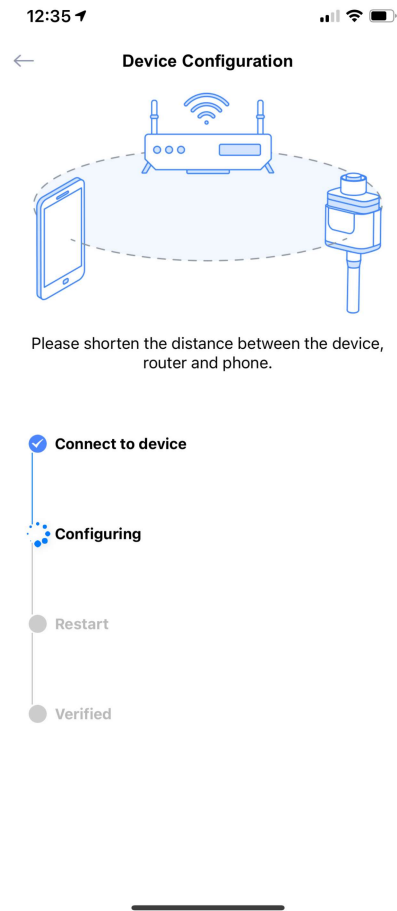 12:35
Device Configuration
Please shorten the distance between the device,
router and phone.
Connect to device
Configuring
Restart
Verified